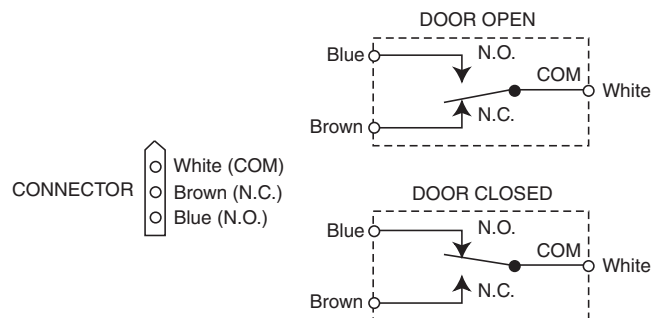 DOOR OPEN
Blue
N.O.
COM
White
N.C.
Brown
CONNECTOR
White (COM)
Brown (N.C.)
Blue (N.O.)
DOOR CLOSED
Blue
N.O.
COM
White
N.C.
Brown